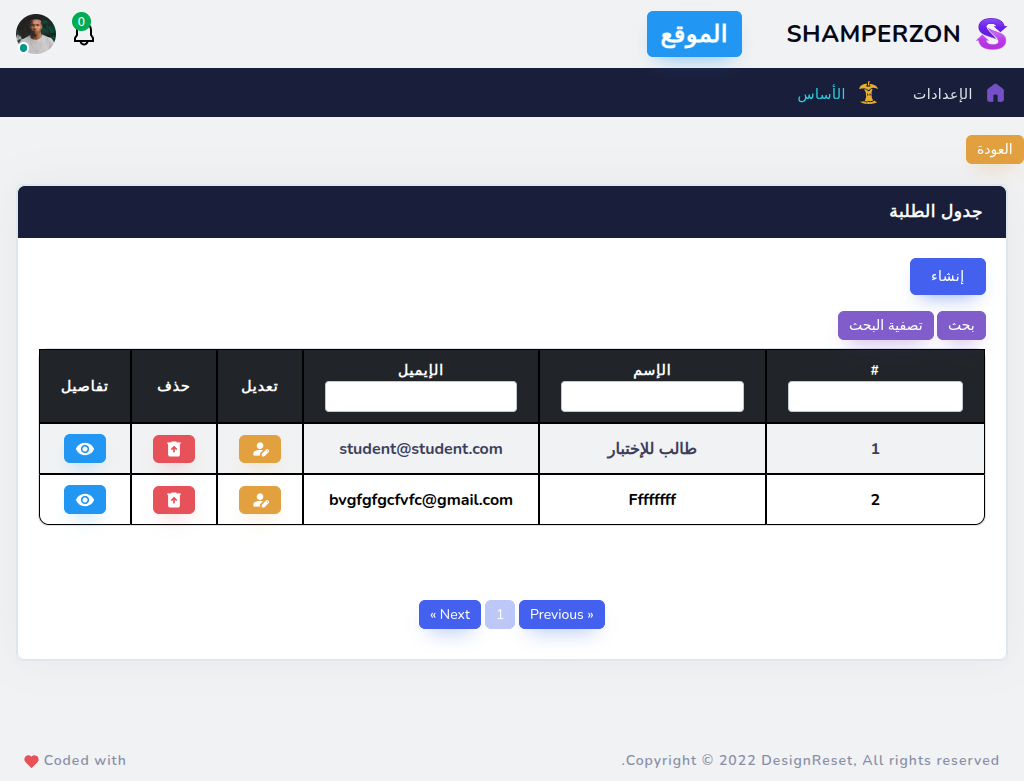 SHAMPERZON
الموقع
0
الإعدادات
الأساس
العودة
جدول الطلبة
إنشاء
بحث تصفية البحث
# الإسم الإيميل تعديل حذف تفاصيل
1 طالب للإختبار student@student.com
2 Ffffffff bvgfgfgcfvfc@gmail.com
« Next 1 Previous »
.Copyright © 2022 DesignReset, All rights reserved
Coded with